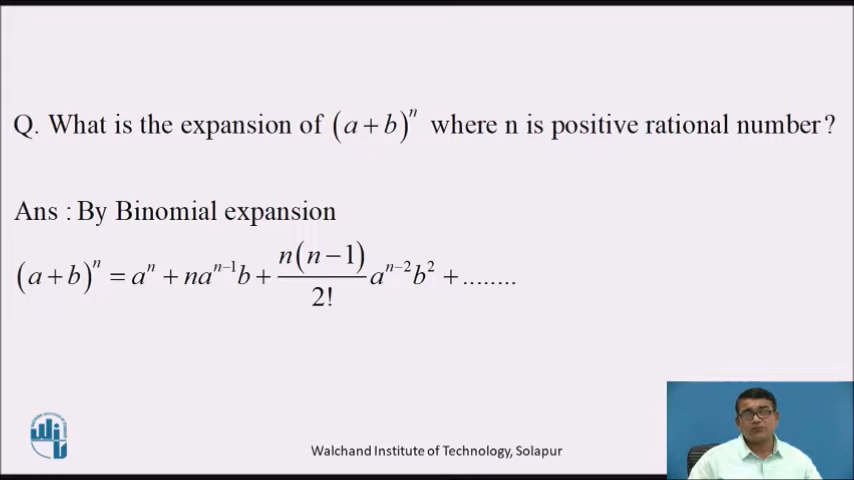 Q. What is the expansion of (a + b)^n where n is positive rational number ?
Ans : By Binomial expansion
(a + b)^n = a^n + na^{n−1}b + \frac{n(n−1)}{2!} a^{n−2}b^2 + ........
Walchand Institute of Technology, Solapur